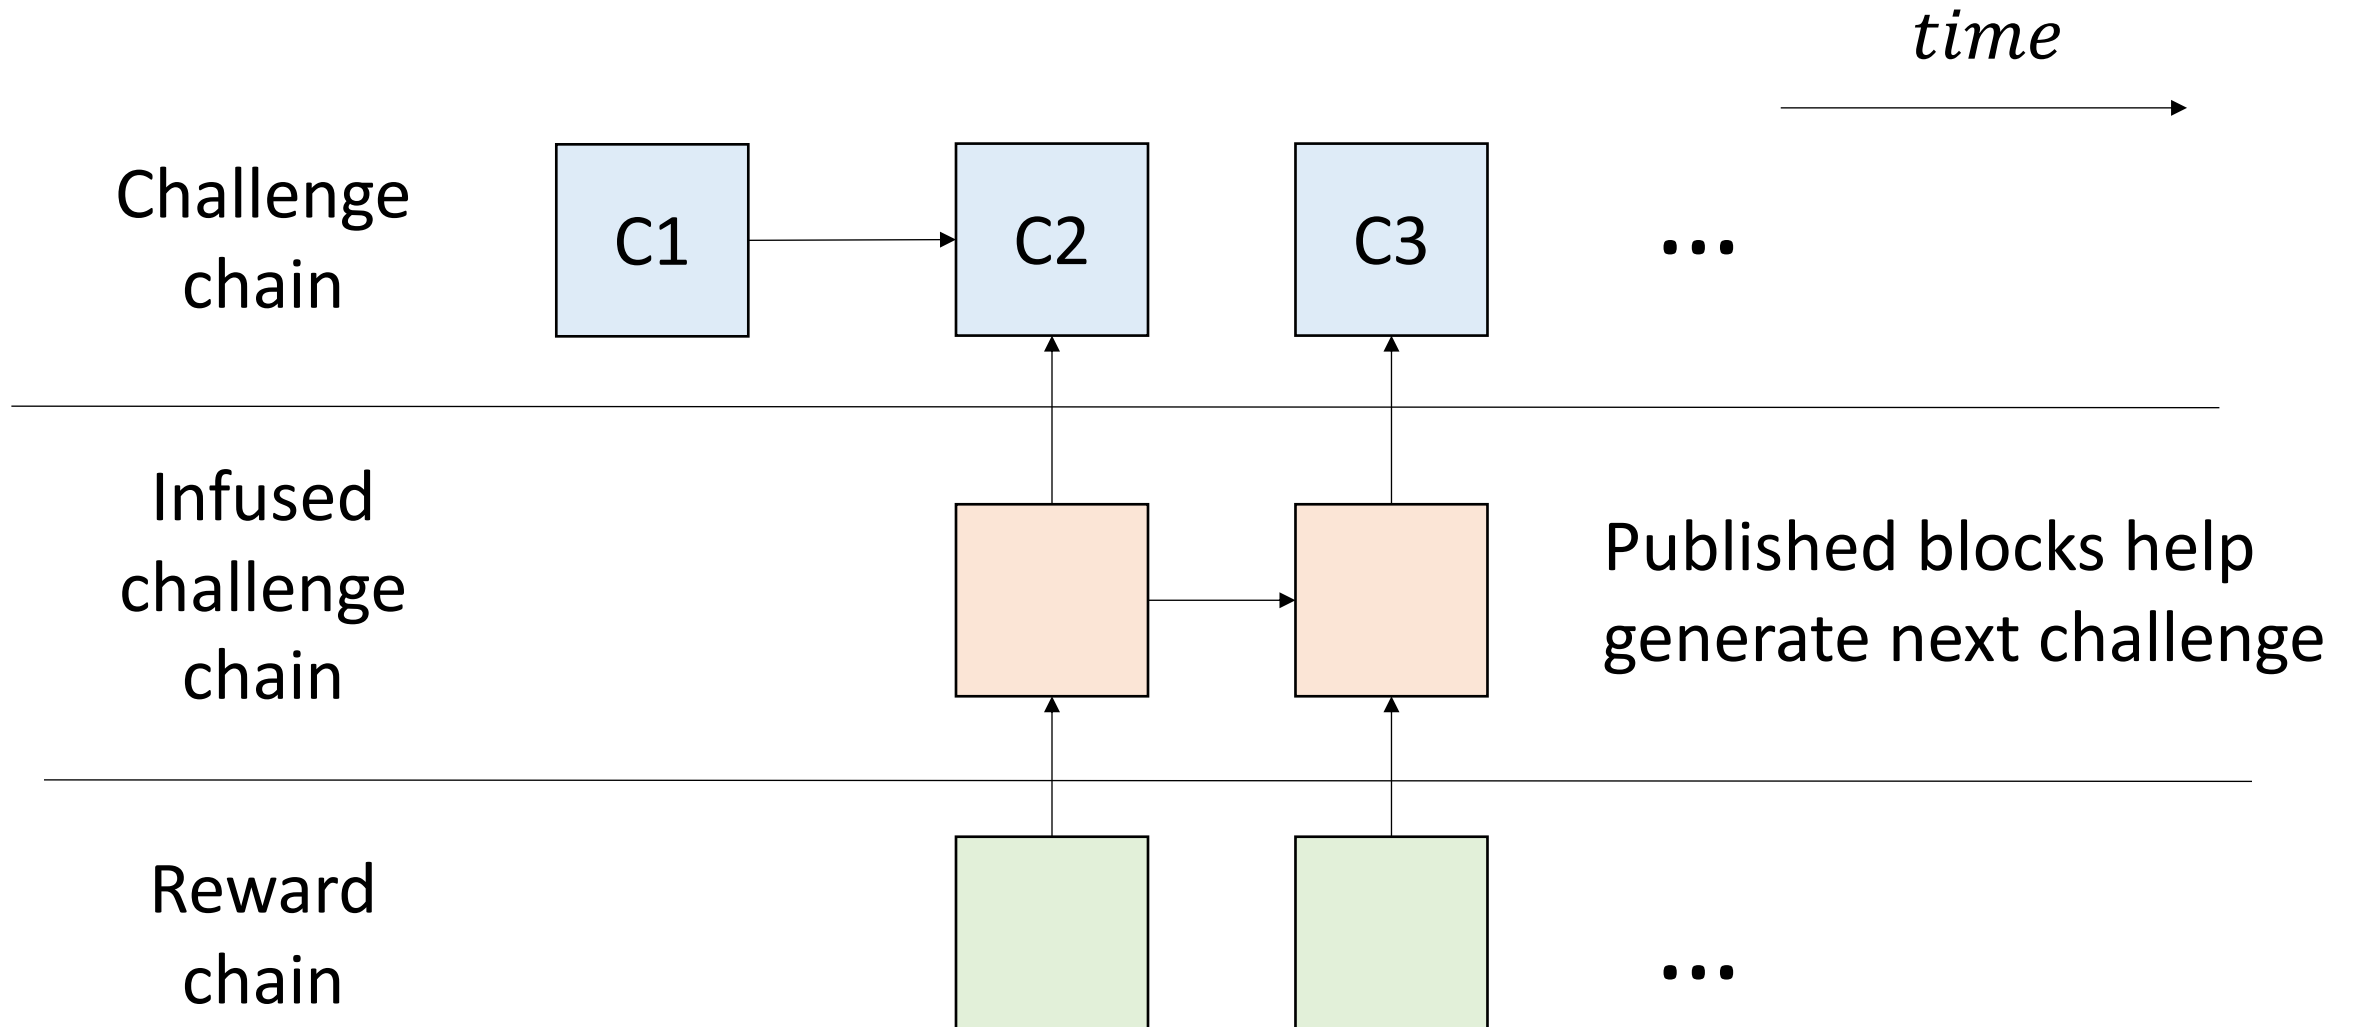 time
Challenge
chain
C1
C2
C3
...
Infused
challenge
chain
Published blocks help
generate next challenge
Reward
chain
...